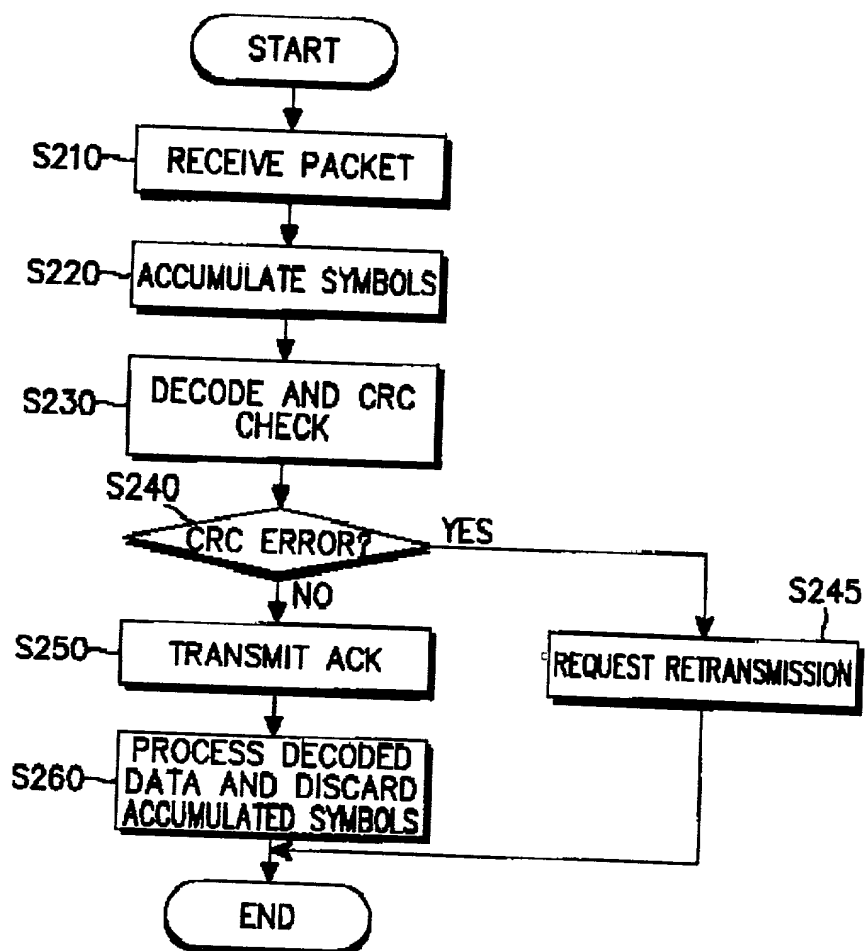 START
S210
RECEIVE PACKET
S220
ACCUMULATE SYMBOLS
S230
DECODE AND CRC
CHECK
S240
CRC ERROR?
YES
NO
S245
REQUEST RETRANSMISSION
S250
TRANSMIT ACK
S260
PROCESS DECODED
DATA AND DISCARD
ACCUMULATED SYMBOLS
END